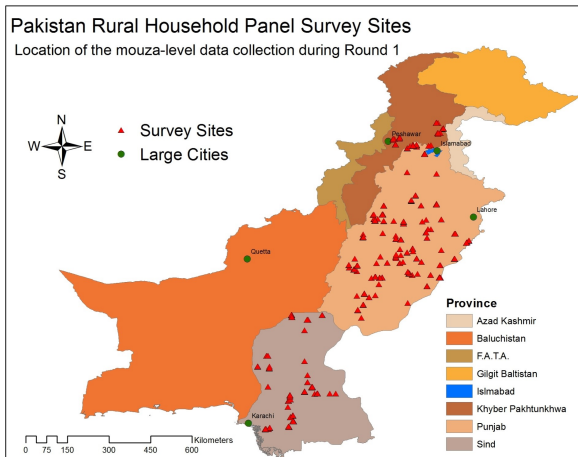 Pakistan Rural Household Panel Survey Sites
Location of the mouza-level data collection during Round 1
N
W E
S
Survey Sites
Large Cities
Peshawar
Islamabad
Lahore
Quetta
Karachi
Province
Azad Kashmir
Baluchistan
F.A.T.A.
Gilgit Baltistan
Islmabad
Khyber Pakhtunkhwa
Punjab
Sind
Kilometers
0 37.5 75 150 300 450 600